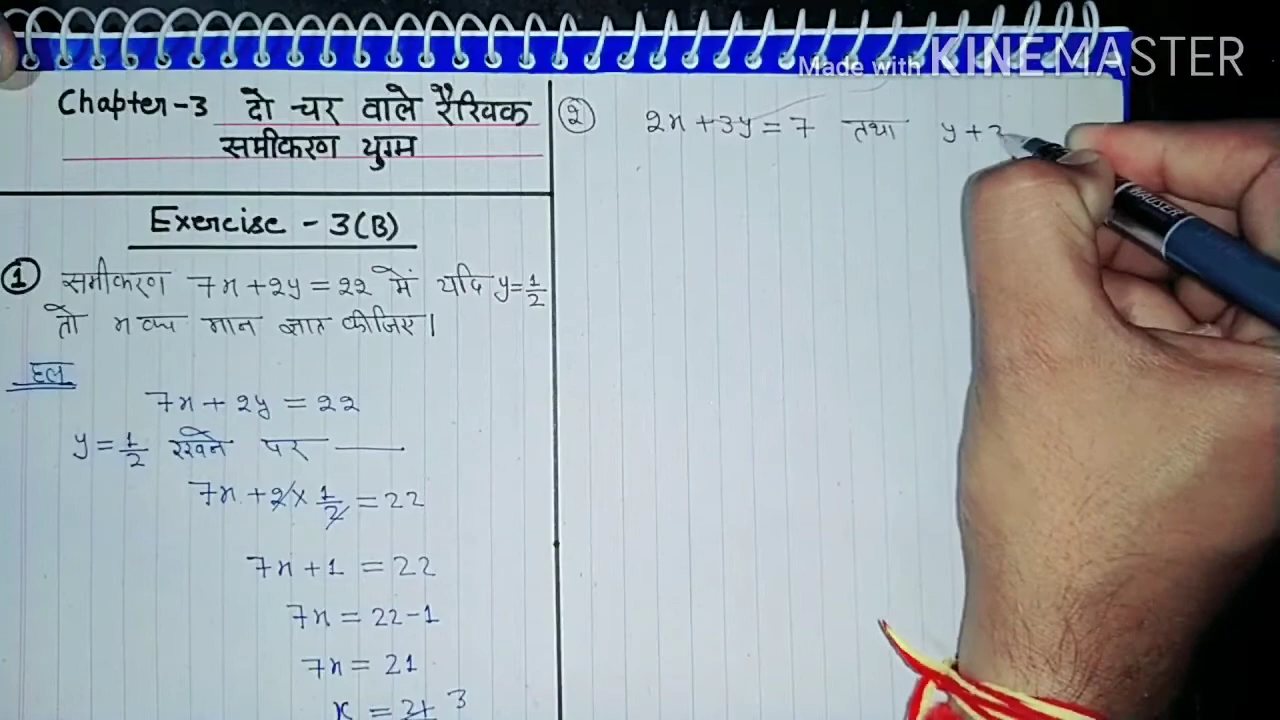 Made with KINEMASTER
Chapter-3 दो चर वाले रैखिक
समीकरण युग्म
Exercise - 3(B)
① समीकरण 7x + 2y = 22 में यदि y = 1/2
तो x का मान ज्ञात कीजिए।
हल
7x + 2y = 22
y = 1/2 रखने पर
7x + 2 × 1/2 = 22
7x + 1 = 22
7x = 22 - 1
7x = 21
x = 21 3
② 2x + 3y = 7 तथा y +
HAUSER